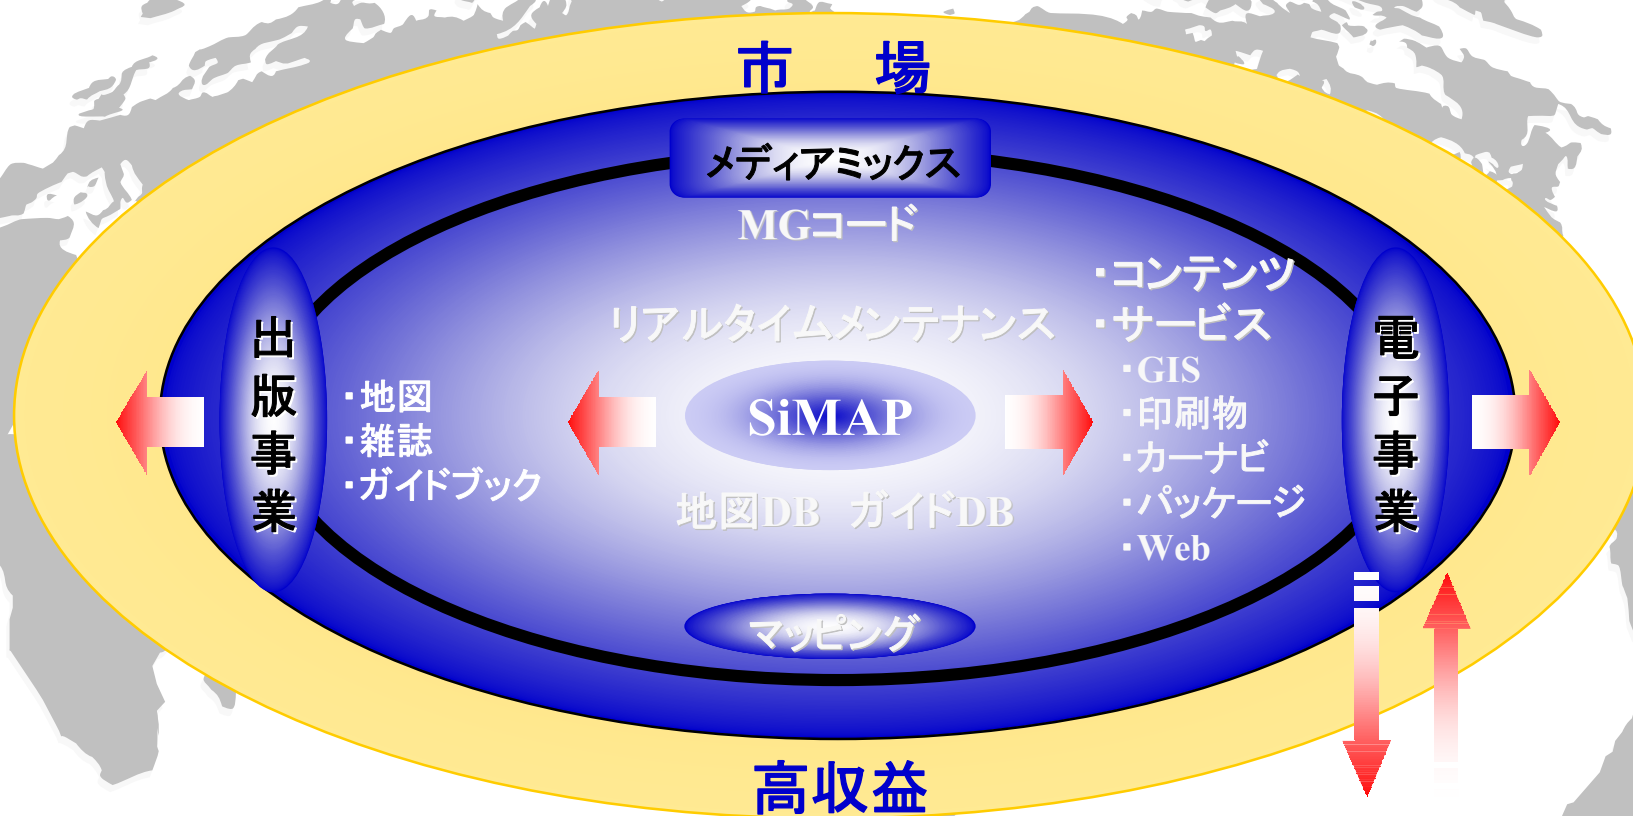 市 場
メディアミックス
MGコード
リアルタイムメンテナンス
SiMAP
地図DB ガイドDB
マッピング
出版事業
・地図
・雑誌
・ガイドブック
・コンテンツ
・サービス
・GIS
・印刷物
・カーナビ
・パッケージ
・Web
電子事業
高収益